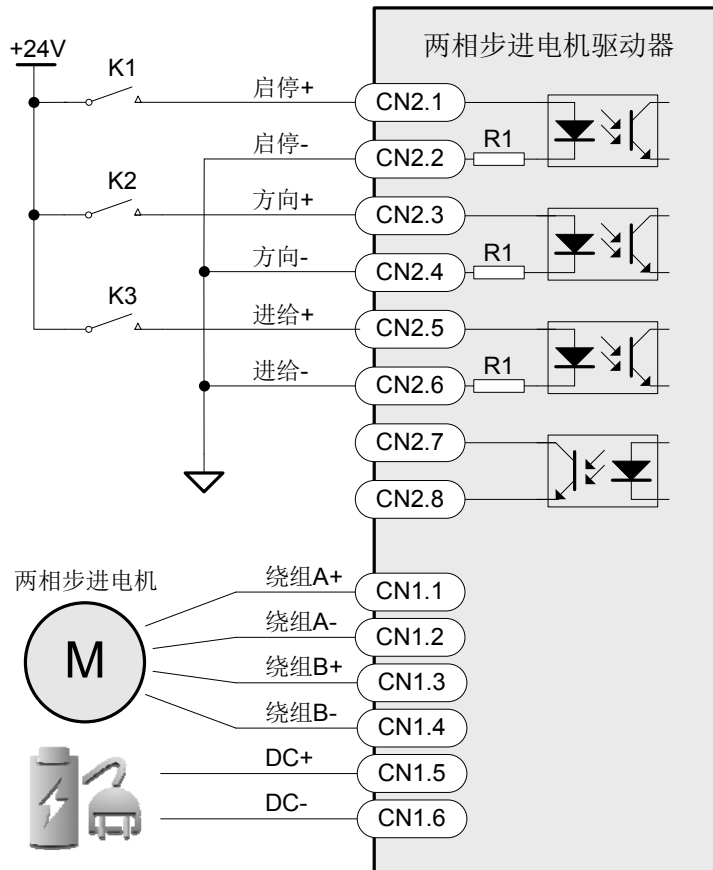 两相步进电机驱动器
+24V
K1
启停+
CN2.1
启停-
CN2.2
R1
K2
方向+
CN2.3
方向-
CN2.4
R1
K3
进给+
CN2.5
进给-
CN2.6
R1
CN2.7
CN2.8
两相步进电机
M
绕组A+
CN1.1
绕组A-
CN1.2
绕组B+
CN1.3
绕组B-
CN1.4
DC+
CN1.5
DC-
CN1.6